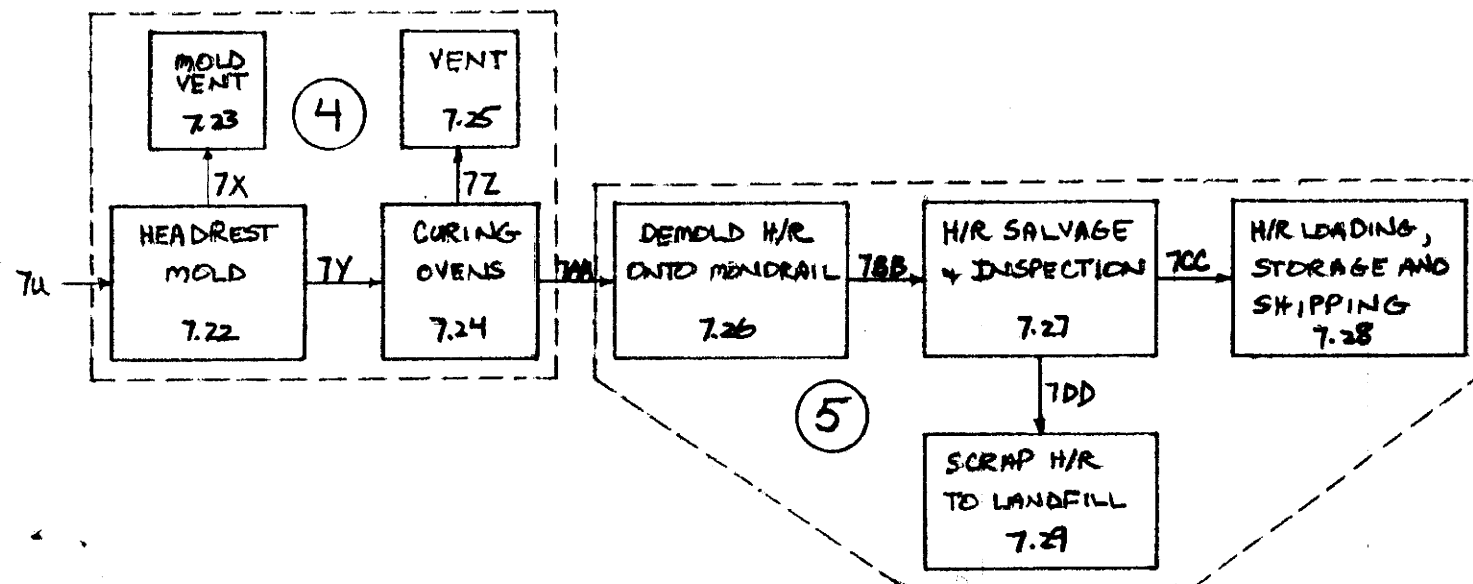 MOLD
VENT
7.23
4
VENT
7.25
7X
7Z
7U
HEADREST
MOLD
7.22
7Y
CURING
OVENS
7.24
7AA
DEMOLD H/R
ONTO MONORAIL
7.26
7BB
H/R SALVAGE
& INSPECTION
7.27
7CC
H/R LOADING,
STORAGE AND
SHIPPING
7.28
5
7DD
SCRAP H/R
TO LANDFILL
7.29